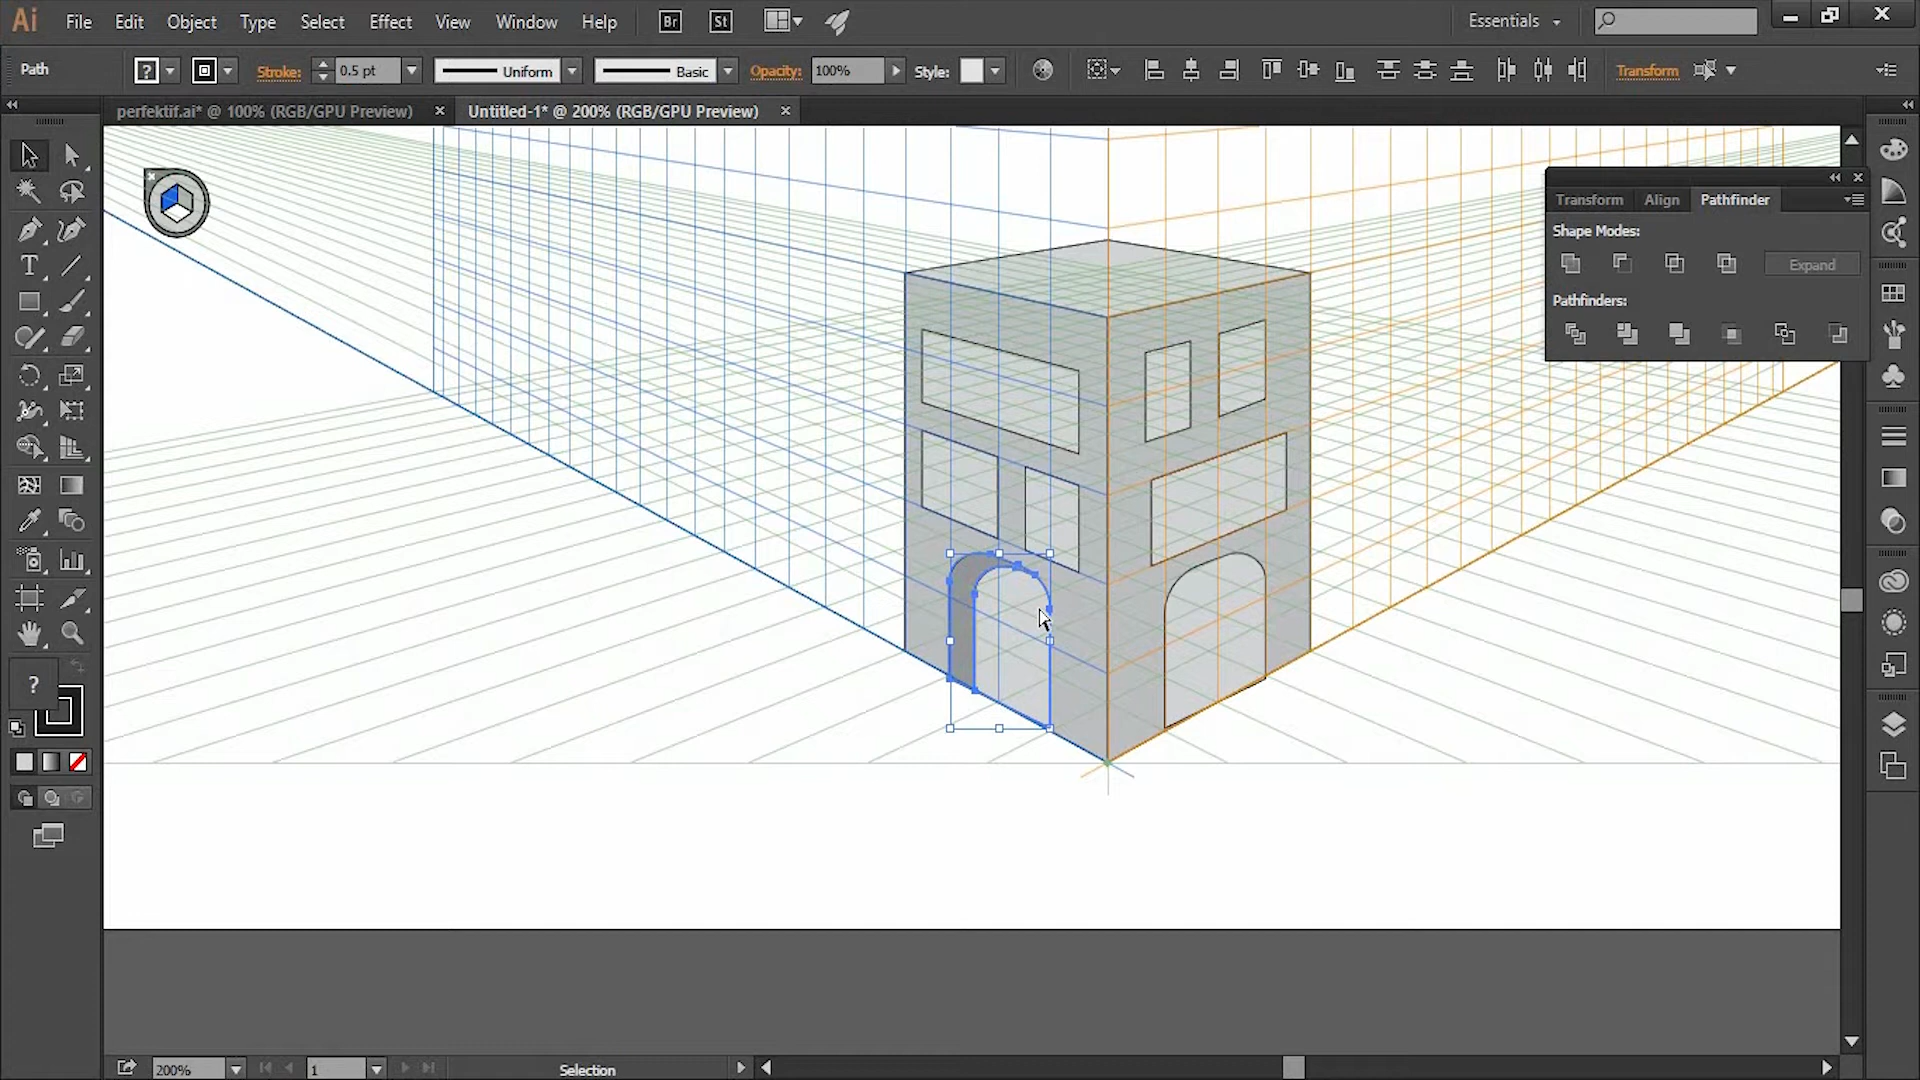 Ai File Edit Object Type Select Effect View Window Help Br St Essentials
Path ? Stroke: 0.5 pt Uniform Basic Opacity: 100% Style: Transform
perfektif.ai* @ 100% (RGB/GPU Preview) Untitled-1* @ 200% (RGB/GPU Preview)
Transform Align Pathfinder
Shape Modes:
Expand
Pathfinders:
T
?
200% 1 Selection